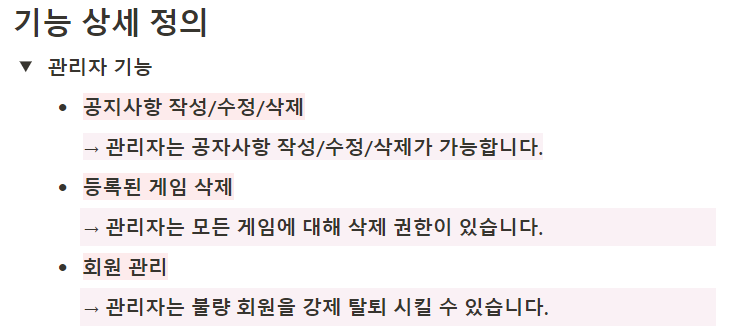 기능 상세 정의
▼ 관리자 기능
• 공지사항 작성/수정/삭제
→ 관리자는 공자사항 작성/수정/삭제가 가능합니다.
• 등록된 게임 삭제
→ 관리자는 모든 게임에 대해 삭제 권한이 있습니다.
• 회원 관리
→ 관리자는 불량 회원을 강제 탈퇴 시킬 수 있습니다.